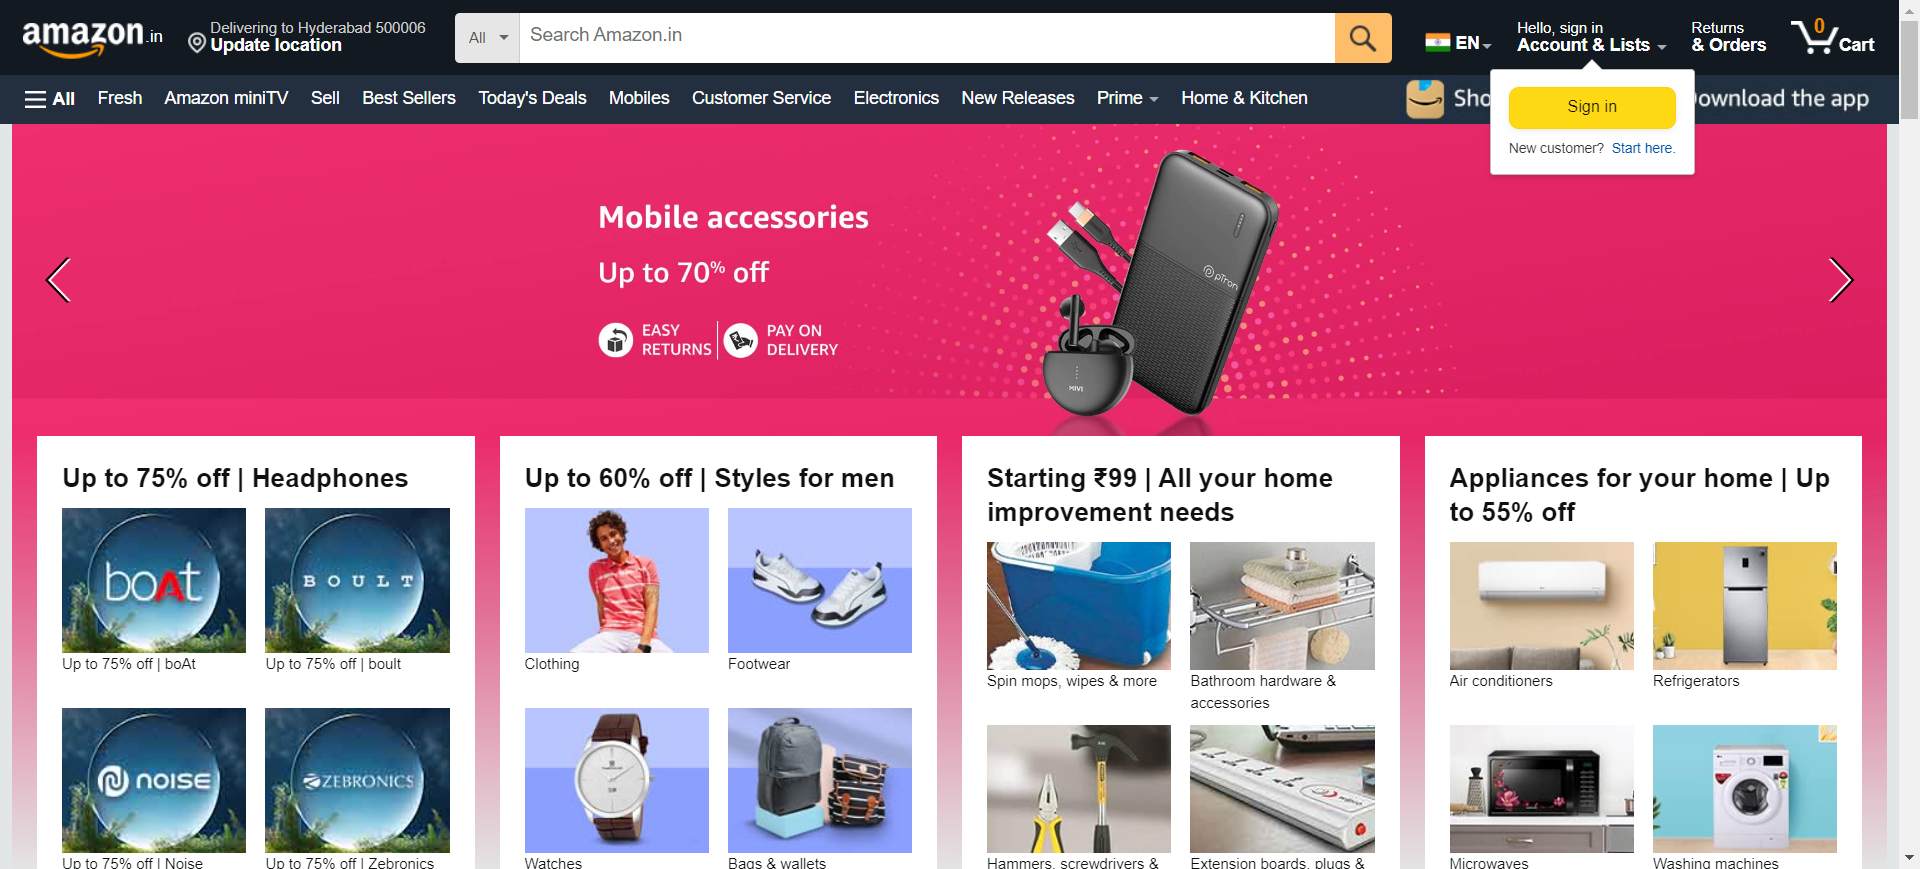 amazon.in
Delivering to Hyderabad 500006
Update location
All
Search Amazon.in
EN
Hello, sign in
Account & Lists
Returns
& Orders
0
Cart
All
Fresh
Amazon miniTV
Sell
Best Sellers
Today's Deals
Mobiles
Customer Service
Electronics
New Releases
Prime
Home & Kitchen
Sho
ownload the app
Sign in
New customer? Start here.
Mobile accessories
Up to 70% off
EASY
RETURNS
PAY ON
DELIVERY
pTron
MIVI
Up to 75% off | Headphones
boAt
BOULT
Up to 75% off | boAt
Up to 75% off | boult
NOISE
ZEBRONICS
Up to 75% off | Noise
Up to 75% off | Zebronics
Up to 60% off | Styles for men
Clothing
Footwear
Watches
Bags & wallets
Starting ₹99 | All your home
improvement needs
Spin mops, wipes & more
Bathroom hardware &
accessories
wipro
Hammers, screwdrivers &
Extension boards, plugs &
Appliances for your home | Up
to 55% off
Air conditioners
Refrigerators
Microwaves
Washing machines